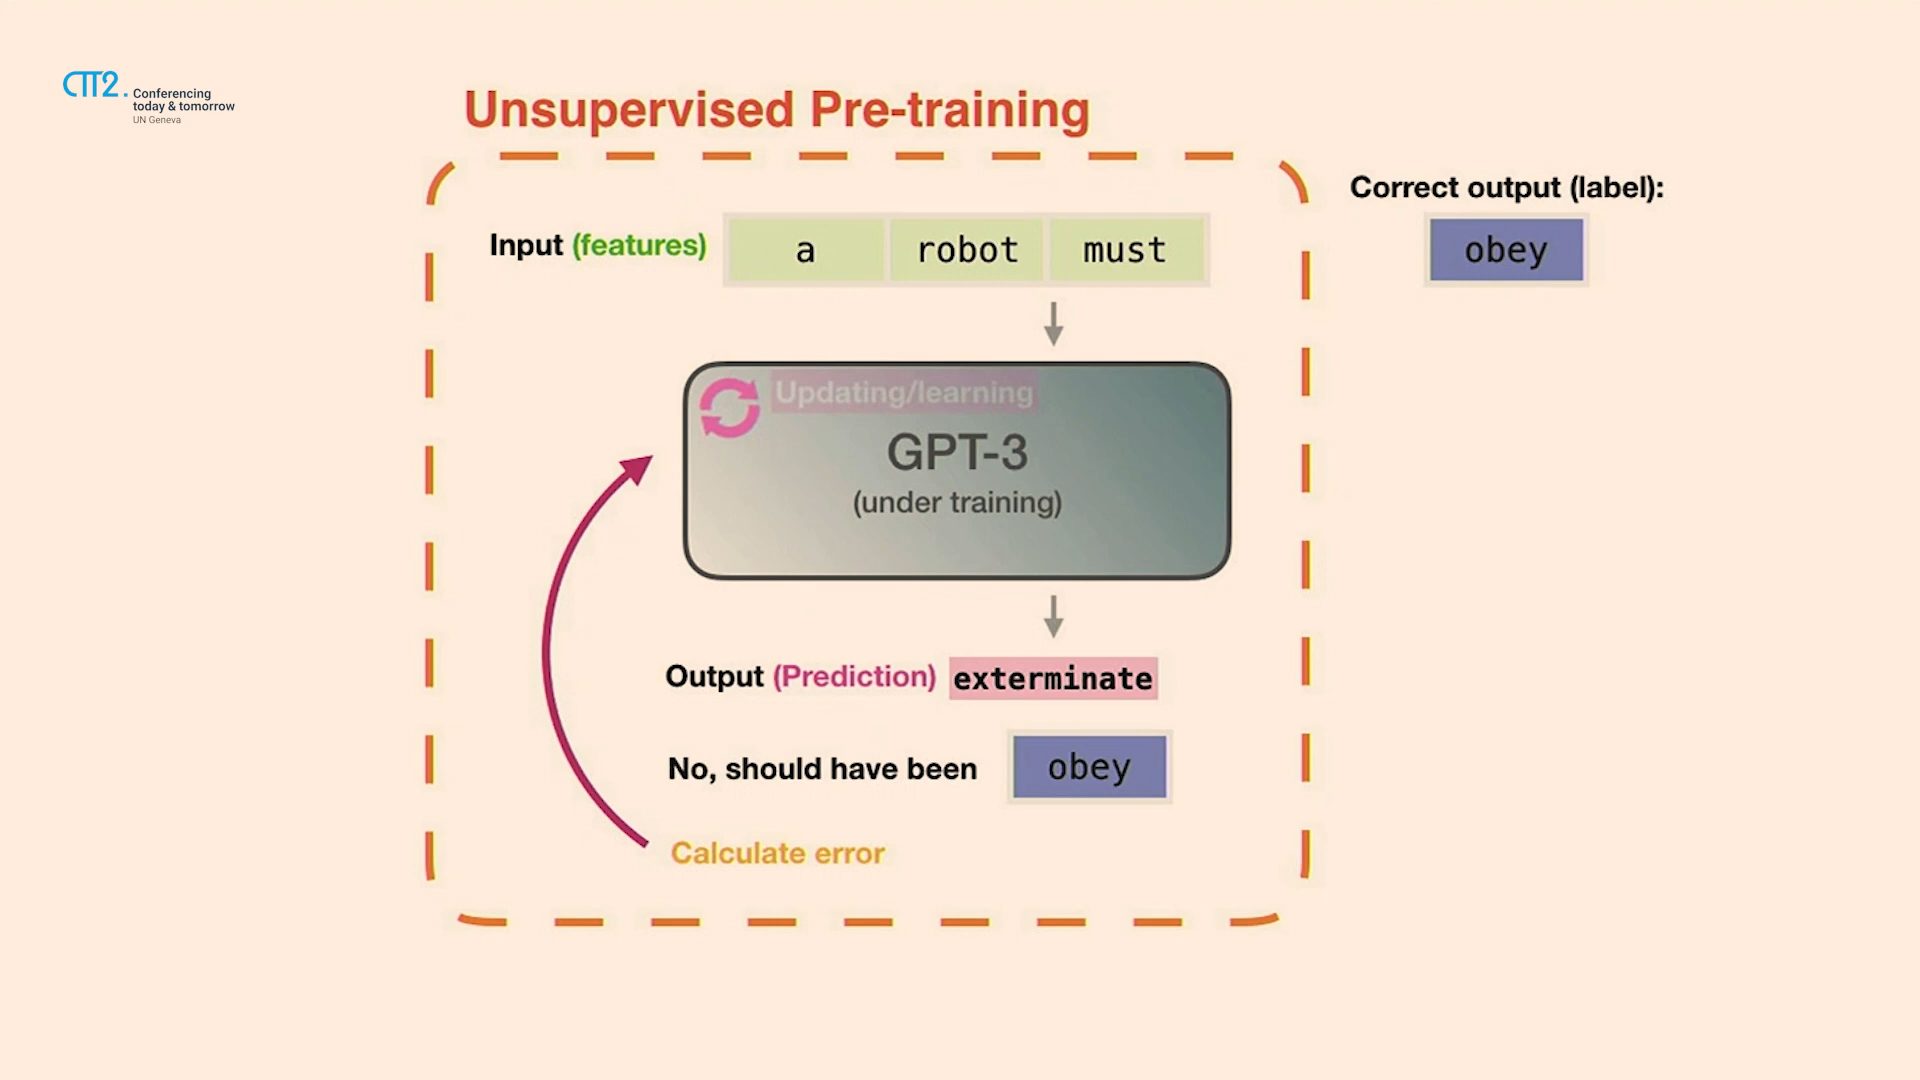 CTT2. Conferencing
today & tomorrow
UN Geneva
Unsupervised Pre-training
Input (features) a robot must
Correct output (label):
obey
Updating/learning
GPT-3
(under training)
Output (Prediction) exterminate
No, should have been obey
Calculate error